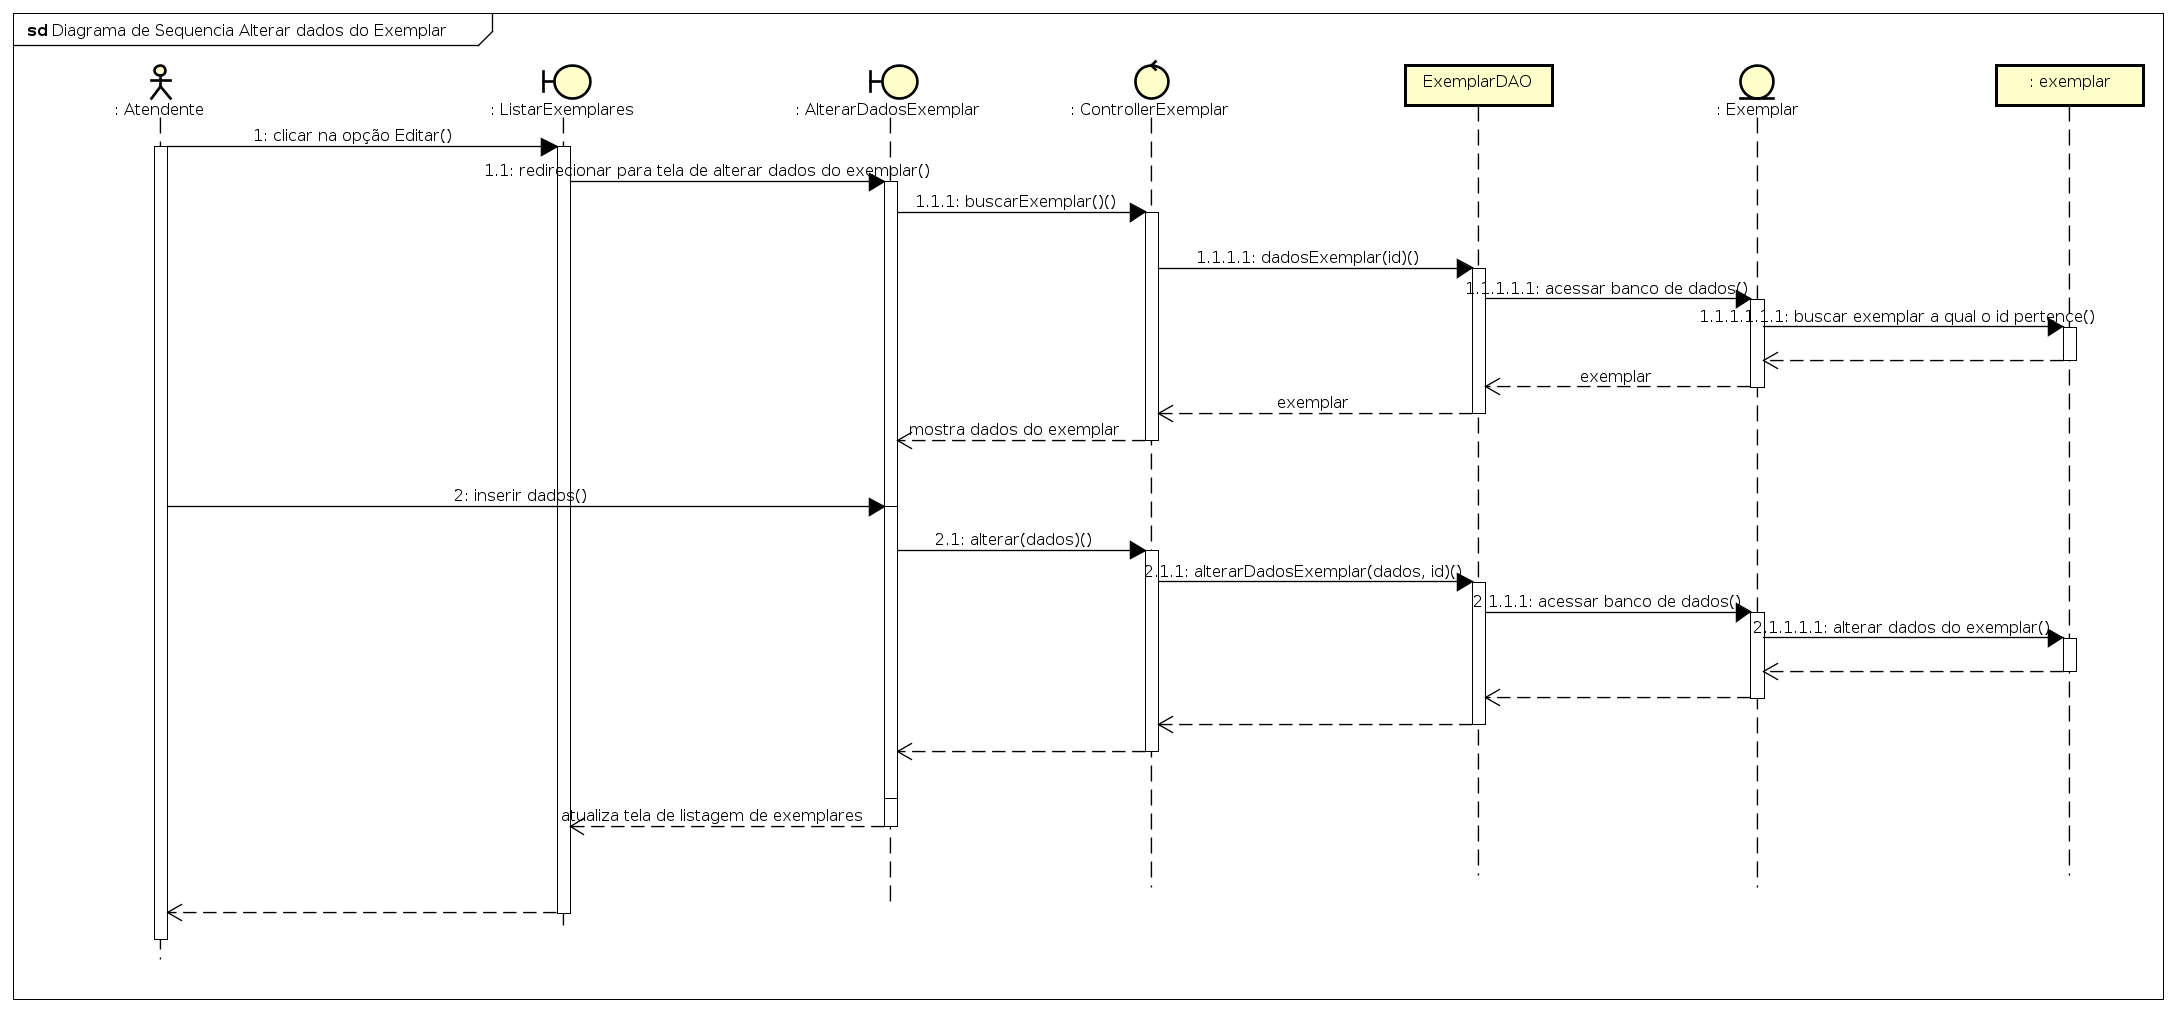 sd Diagrama de Sequencia Alterar dados do Exemplar
: Atendente
: ListarExemplares
: AlterarDadosExemplar
: ControllerExemplar
ExemplarDAO
: Exemplar
: exemplar
1: clicar na opção Editar()
1.1: redirecionar para tela de alterar dados do exemplar()
1.1.1: buscarExemplar()()
1.1.1.1: dadosExemplar(id)()
1.1.1.1.1: acessar banco de dados()
1.1.1.1.1.1: buscar exemplar a qual o id pertence()
exemplar
exemplar
mostra dados do exemplar
2: inserir dados()
2.1: alterar(dados)()
2.1.1: alterarDadosExemplar(dados, id)()
2.1.1.1: acessar banco de dados()
2.1.1.1.1: alterar dados do exemplar()
atualiza tela de listagem de exemplares